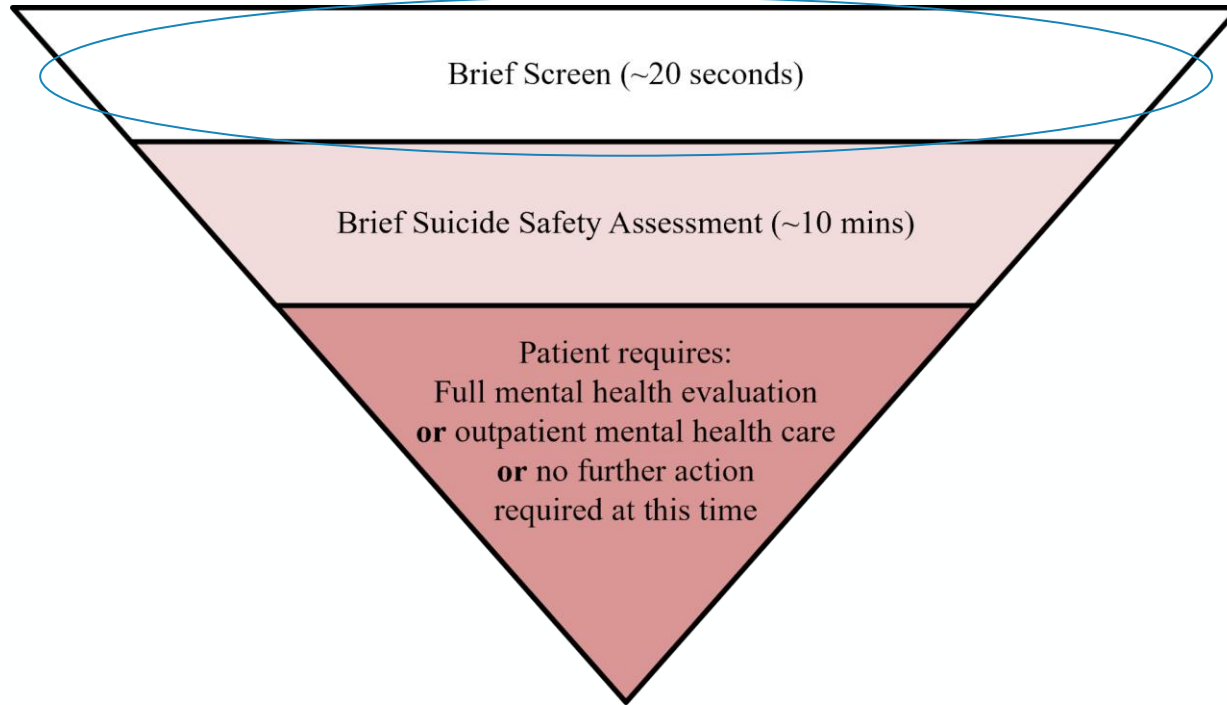 Brief Screen (~20 seconds)
Brief Suicide Safety Assessment (~10 mins)
Patient requires:
Full mental health evaluation
or outpatient mental health care
or no further action
required at this time